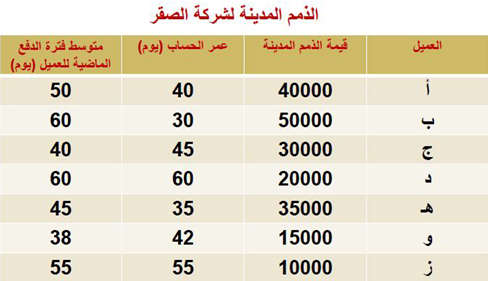 الذمم المدينة لشركة الصقر
العميل قيمة الذمم المدينة عمر الحساب (يوم) متوسط فترة الدفع
الماضية للعميل (يوم)
أ 40000 40 50
ب 50000 30 60
ج 30000 45 40
د 20000 60 60
هـ 35000 35 45
و 15000 42 38
ز 10000 55 55